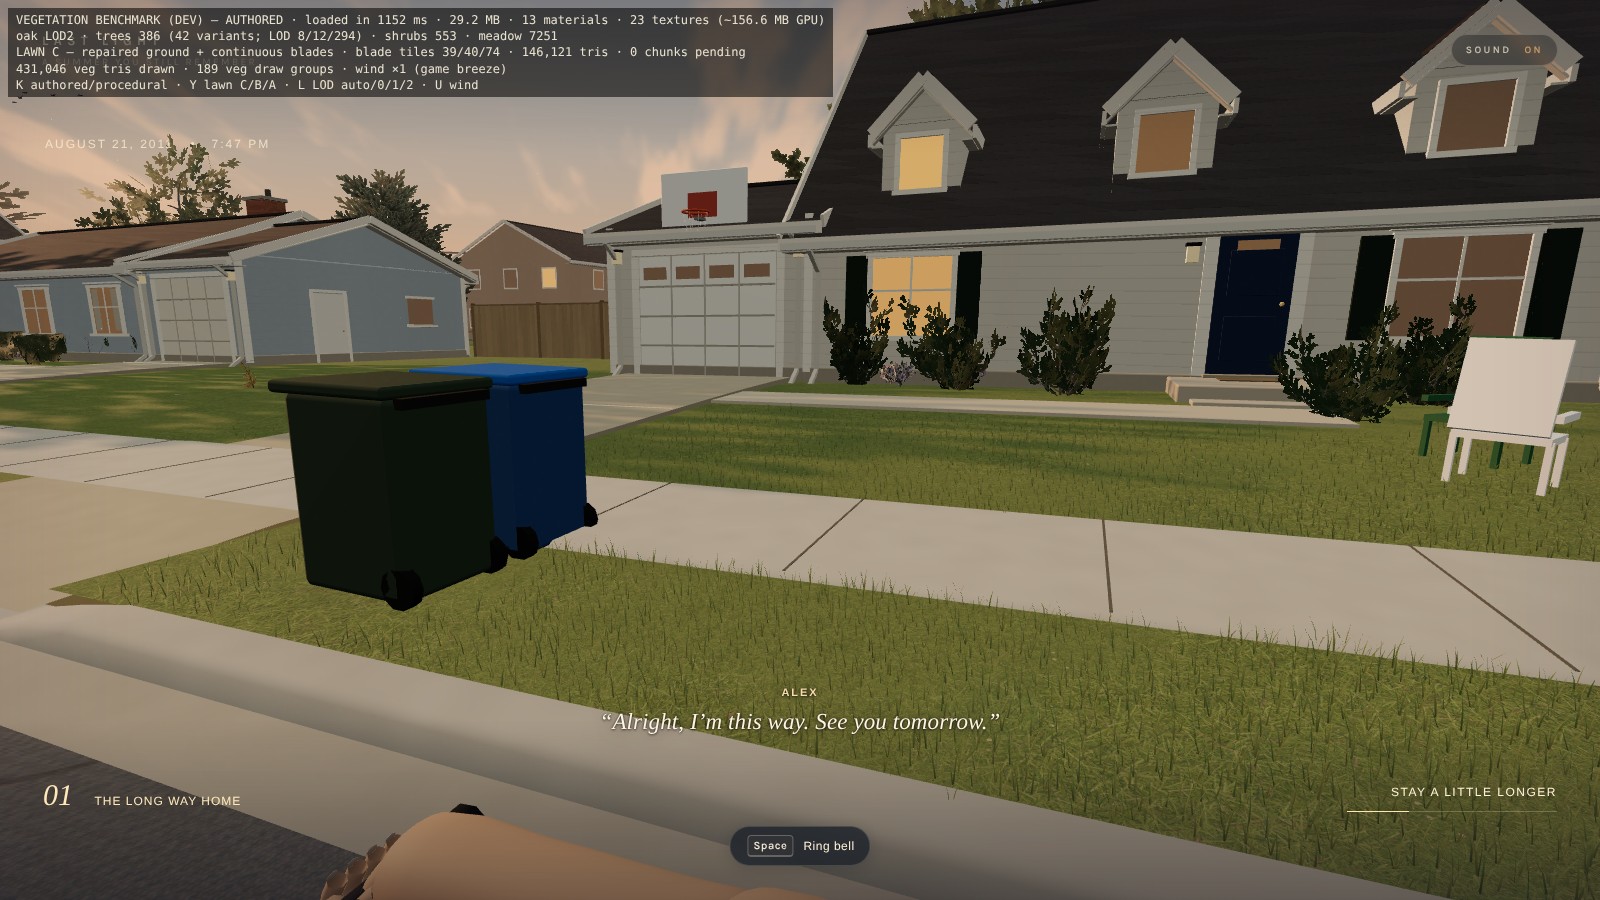 VEGETATION BENCHMARK (DEV) — AUTHORED · loaded in 1152 ms · 29.2 MB · 13 materials · 23 textures (~156.6 MB GPU)
oak LOD2 · trees 386 (42 variants; LOD 8/12/294) · shrubs 553 · meadow 7251
LAWN C — repaired ground + continuous blades · blade tiles 39/40/74 · 146,121 tris · 0 chunks pending
431,046 veg tris drawn · 189 veg draw groups · wind ×1 (game breeze)
K authored/procedural · Y lawn C/B/A · L LOD auto/0/1/2 · U wind
LAST LIGHT
SOUND ON
AUGUST 21, 201 7:47 PM
ALEX
“Alright, I’m this way. See you tomorrow.”
01 THE LONG WAY HOME
STAY A LITTLE LONGER
Space Ring bell